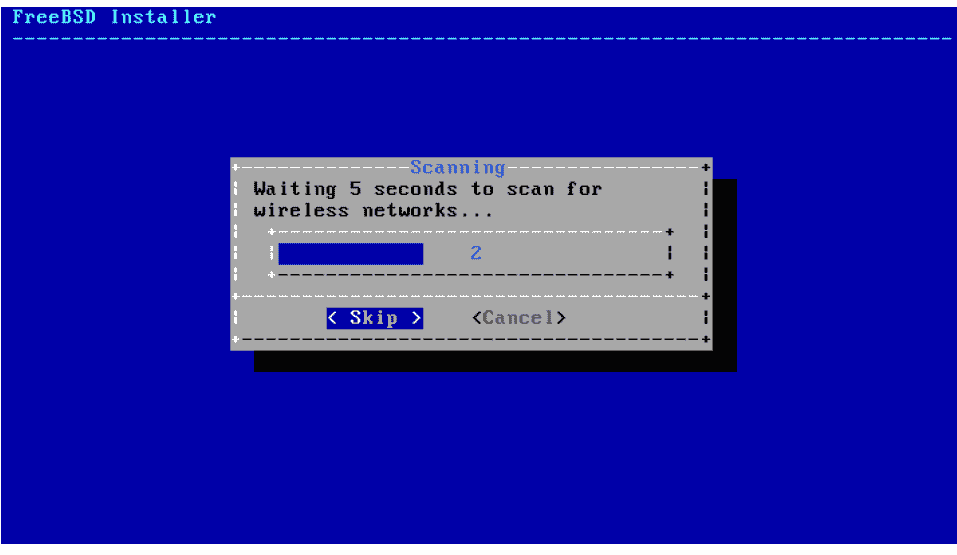 FreeBSD Installer
Scanning
Waiting 5 seconds to scan for
wireless networks...
2
< Skip > <Cancel>